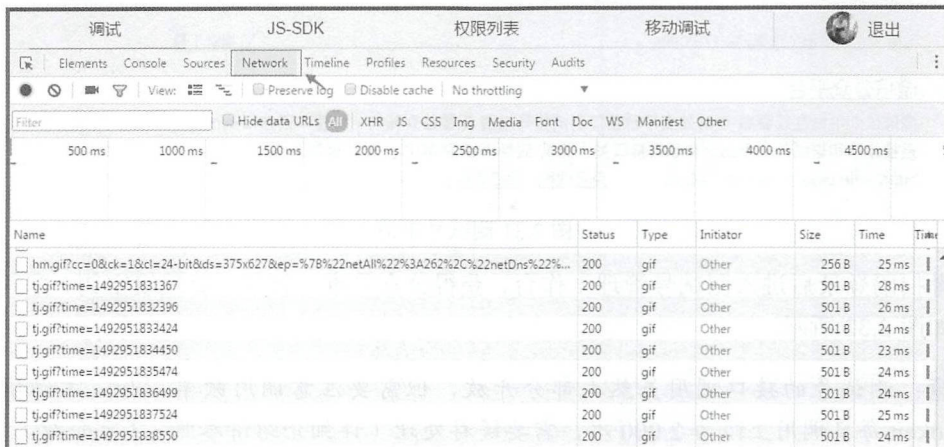 调试 JS-SDK 权限列表 移动调试 退出
Elements Console Sources Network Timeline Profiles Resources Security Audits
View: Preserve log Disable cache No throttling
Filter Hide data URLs All XHR JS CSS Img Media Font Doc WS Manifest Other
500 ms 1000 ms 1500 ms 2000 ms 2500 ms 3000 ms 3500 ms 4000 ms 4500 ms
Name Status Type Initiator Size Time
hm.gif?cc=0&ck=1&cl=24-bit&ds=375x627&ep=%7B%22netAll%22%3A262%2C%22netDns%22%... 200 gif Other 256 B 25 ms
tj.gif?time=1492951831367 200 gif Other 501 B 28 ms
tj.gif?time=1492951832396 200 gif Other 501 B 26 ms
tj.gif?time=1492951833424 200 gif Other 501 B 24 ms
tj.gif?time=1492951834450 200 gif Other 501 B 23 ms
tj.gif?time=1492951835474 200 gif Other 501 B 24 ms
tj.gif?time=1492951836499 200 gif Other 501 B 24 ms
tj.gif?time=1492951837524 200 gif Other 501 B 25 ms
tj.gif?time=1492951838550 200 gif Other 501 B 24 ms